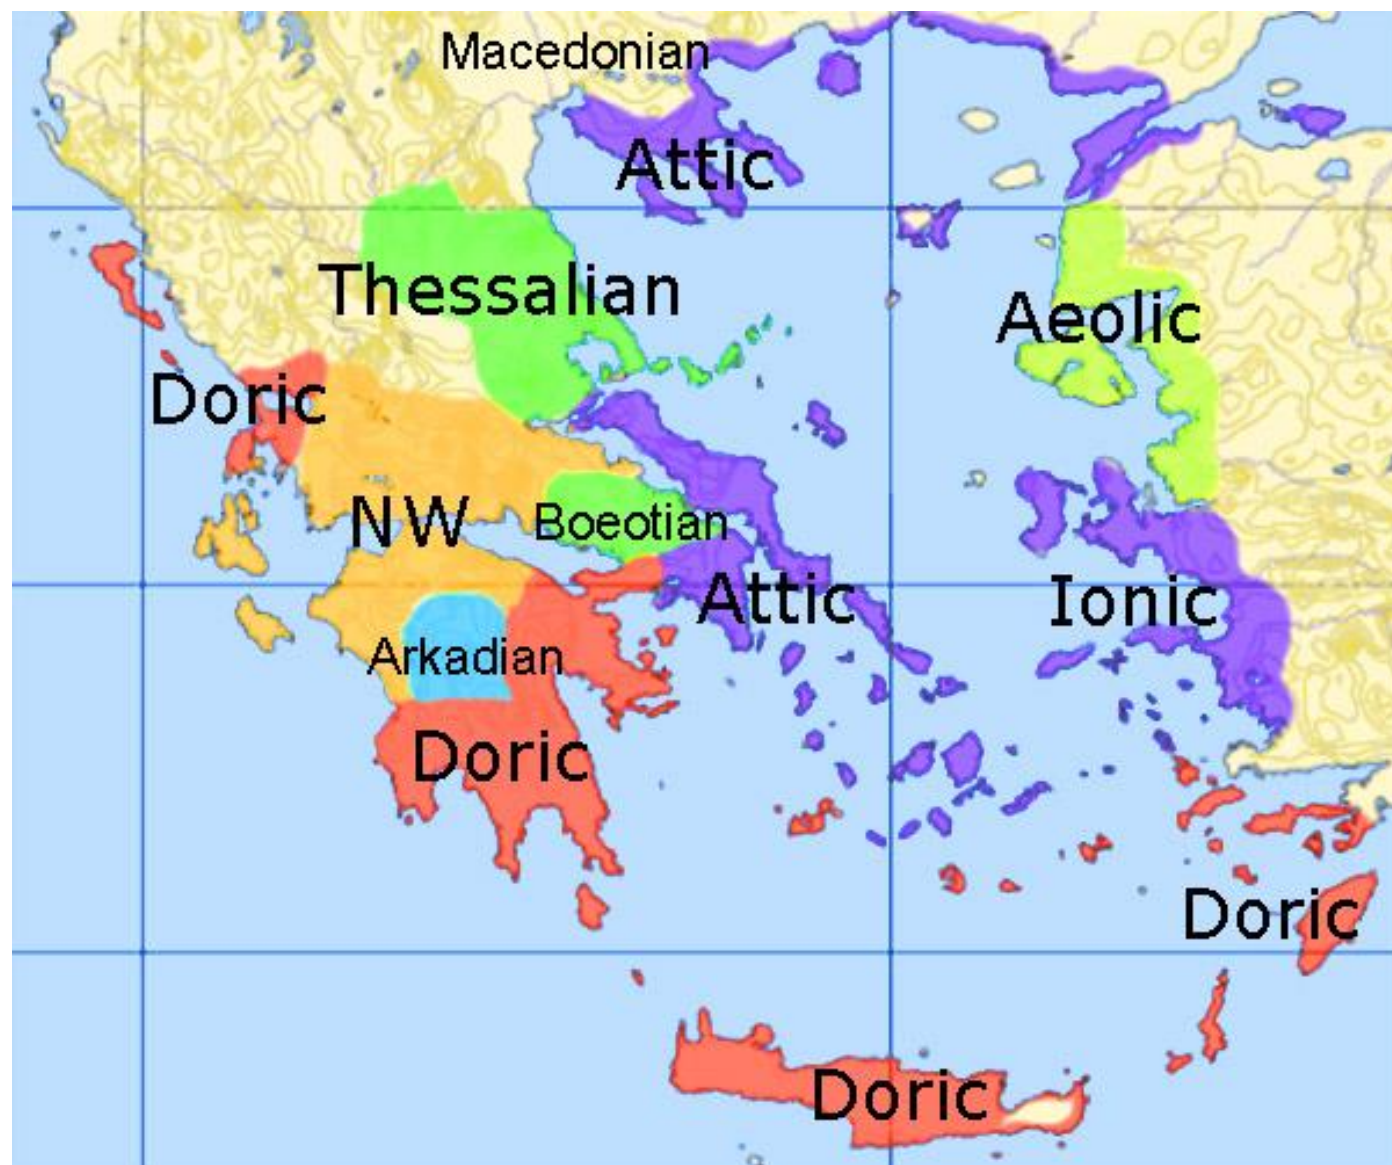 Macedonian
Attic
Thessalian
Aeolic
Doric
NW
Boeotian
Attic
Ionic
Arkadian
Doric
Doric
Doric